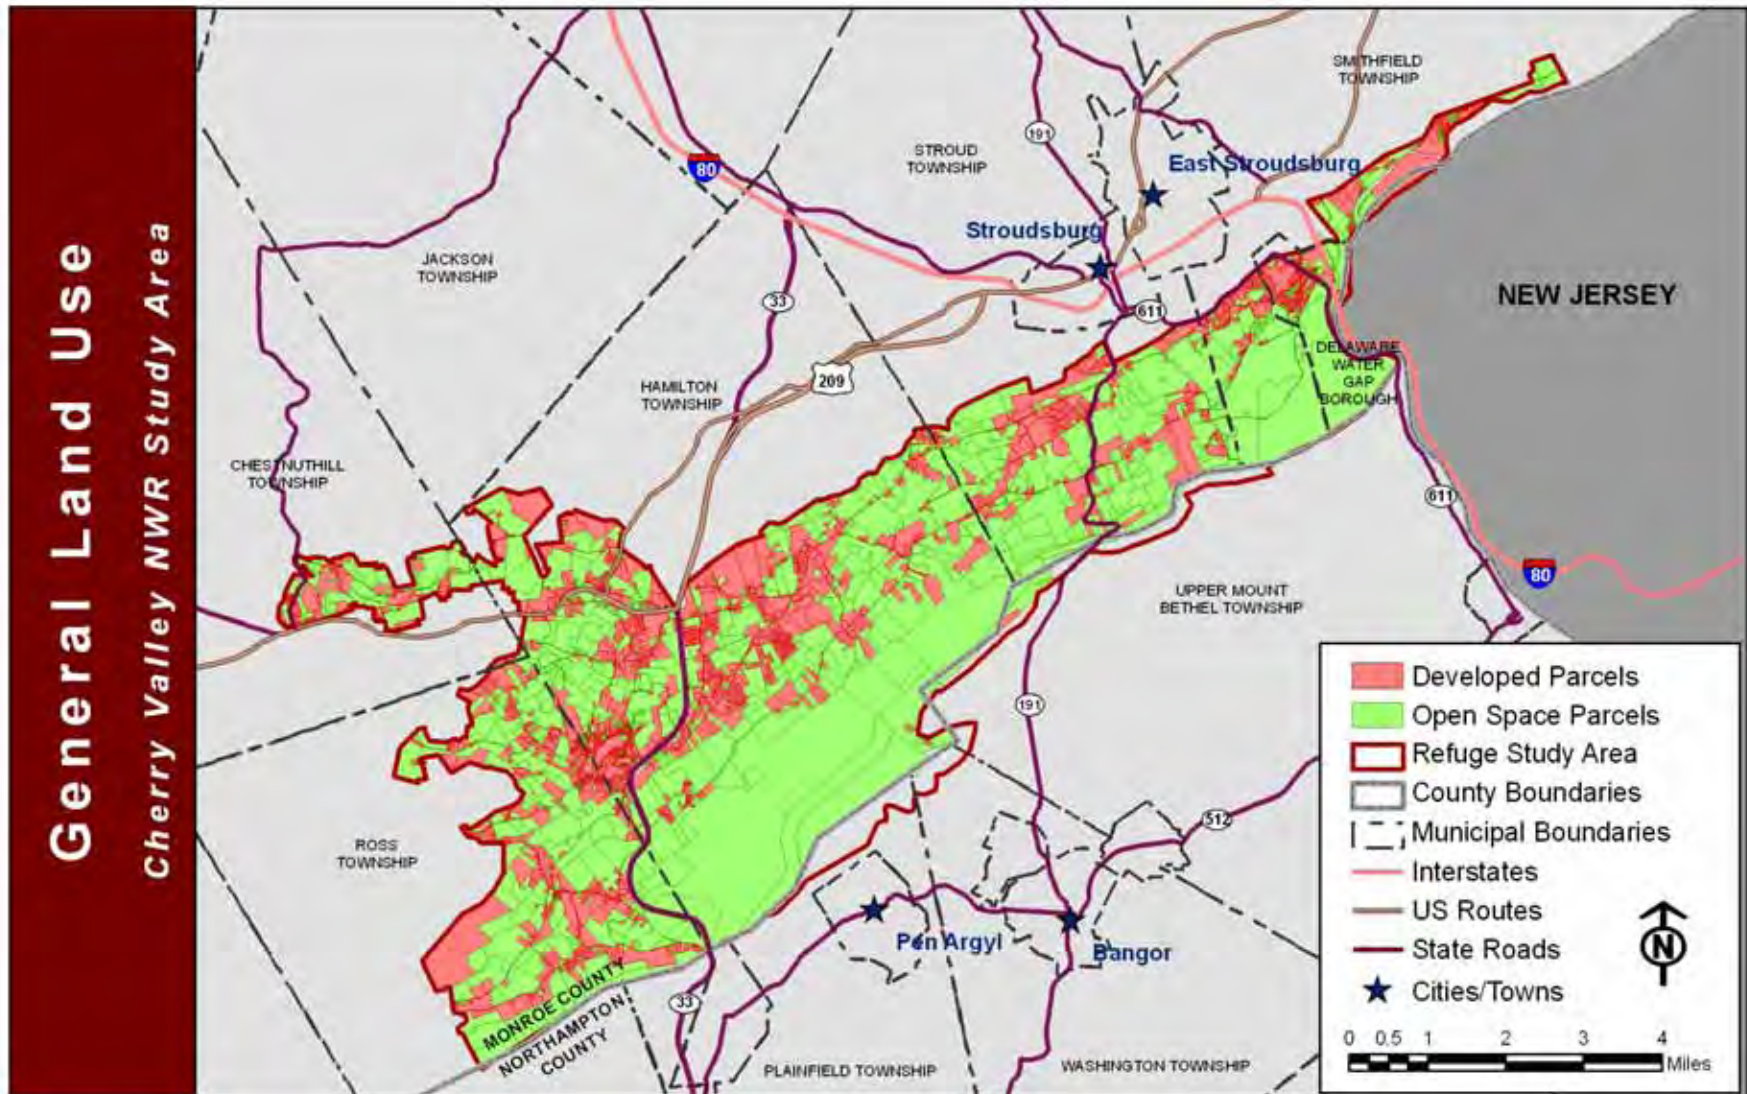 General Land Use
Cherry Valley NWR Study Area
SMITHFIELD
TOWNSHIP
191
STROUD
TOWNSHIP
East Stroudsburg
80
Stroudsburg
JACKSON
TOWNSHIP
NEW JERSEY
33
611
DELAWARE
WATER
GAP
BOROUGH
209
HAMILTON
TOWNSHIP
CHESTNUTHILL
TOWNSHIP
611
80
UPPER MOUNT
BETHEL TOWNSHIP
191
512
ROSS
TOWNSHIP
Pen Argyl
Bangor
MONROE COUNTY
NORTHAMPTON
COUNTY
33
PLAINFIELD TOWNSHIP
WASHINGTON TOWNSHIP
Developed Parcels
Open Space Parcels
Refuge Study Area
County Boundaries
Municipal Boundaries
Interstates
US Routes
State Roads
Cities/Towns
N
0 0.5 1 2 3 4
Miles